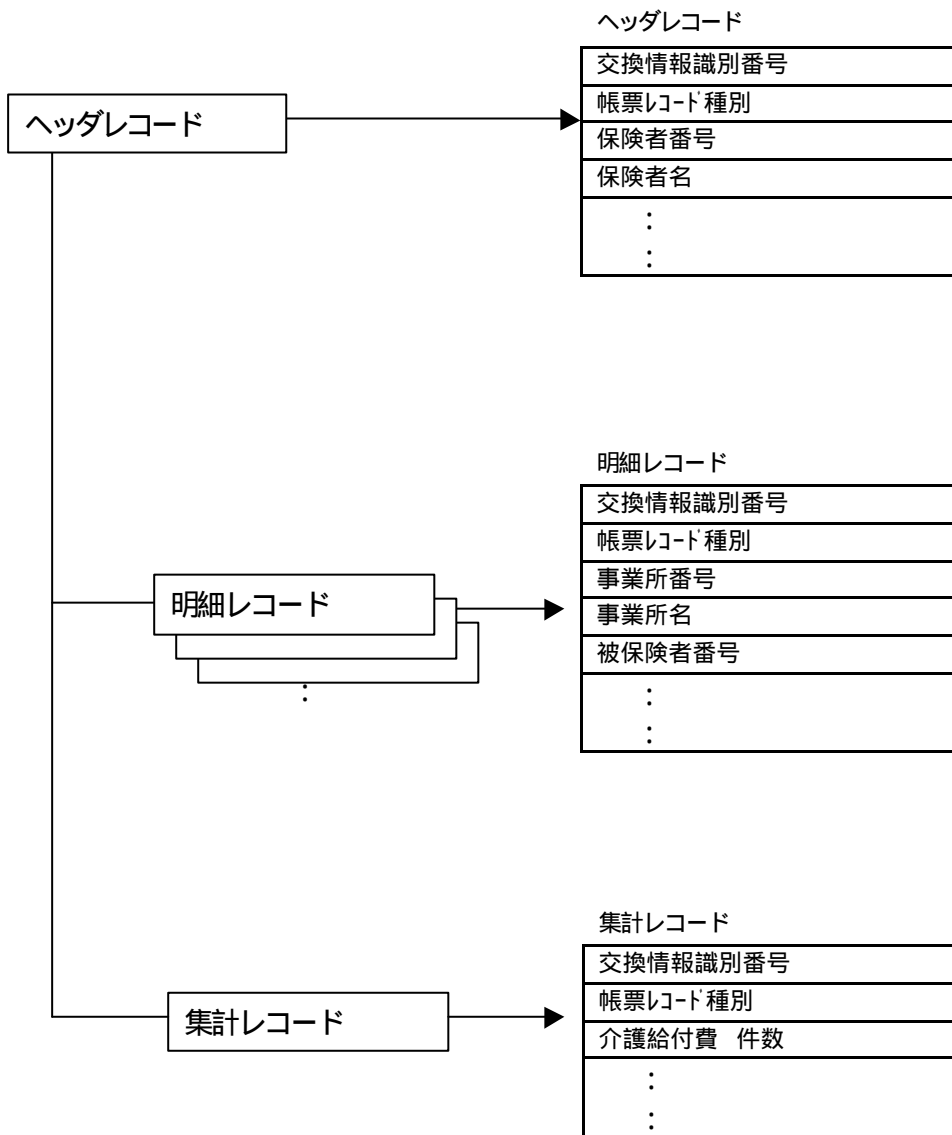 ヘッダレコード
交換情報識別番号
帳票ﾚｺｰﾄﾞ種別
保険者番号
保険者名
：
：
ヘッダレコード
明細レコード
交換情報識別番号
帳票ﾚｺｰﾄﾞ種別
事業所番号
事業所名
被保険者番号
：
：
明細レコード
：
集計レコード
交換情報識別番号
帳票ﾚｺｰﾄﾞ種別
介護給付費　件数
：
：
集計レコード